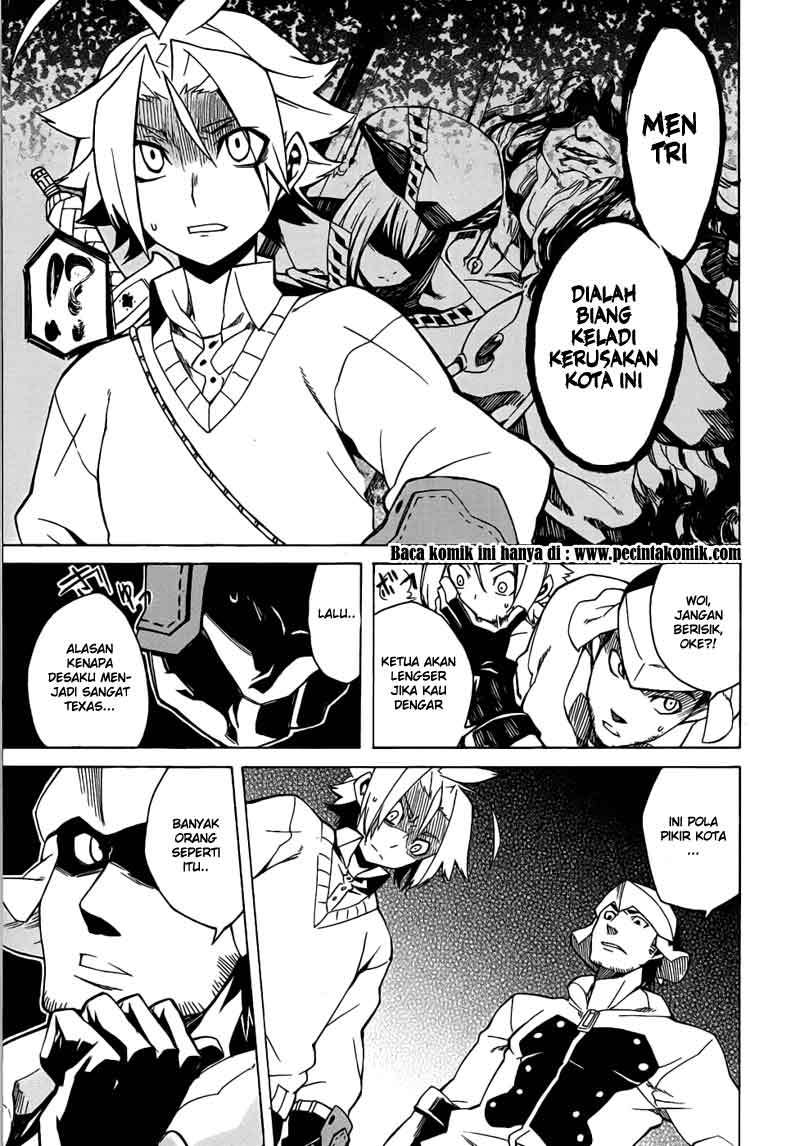 MEN
TRI
DIALAH
BIANG
KELADI
KERUSAKAN
KOTA INI
Baca komik ini hanya di : www.pecintakomik.com
WOI,
JANGAN
BERISIK,
OKE?!
KETUA AKAN
LENGSER
JIKA KAU
DENGAR
LALU..
ALASAN
KENAPA
DESAKU MEN-
JADI SANGAT
TEXAS...
INI POLA
PIKIR KOTA
...
BANYAK
ORANG
SEPERTI
ITU..